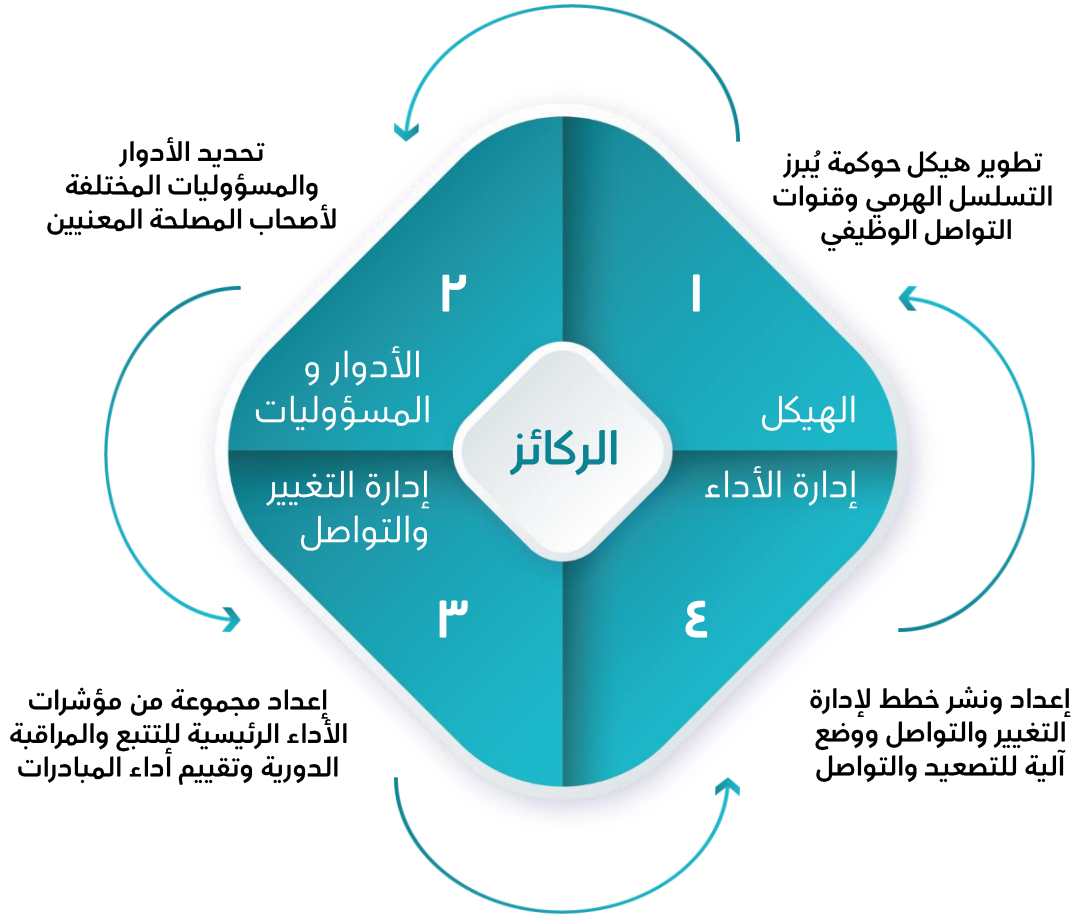 تطوير هيكل حوكمة يُبرز
التسلسل الهرمي وقنوات
التواصل الوظيفي
تحديد الأدوار
والمسؤوليات المختلفة
لأصحاب المصلحة المعنيين
١
الهيكل
٢
الأدوار و
المسؤوليات
الركائز
إدارة التغيير
والتواصل
٣
إدارة الأداء
٤
إعداد مجموعة من مؤشرات
الأداء الرئيسية للتتبع والمراقبة
الدورية وتقييم أداء المبادرات
إعداد ونشر خطط لإدارة
التغيير والتواصل ووضع
آلية للتصعيد والتواصل